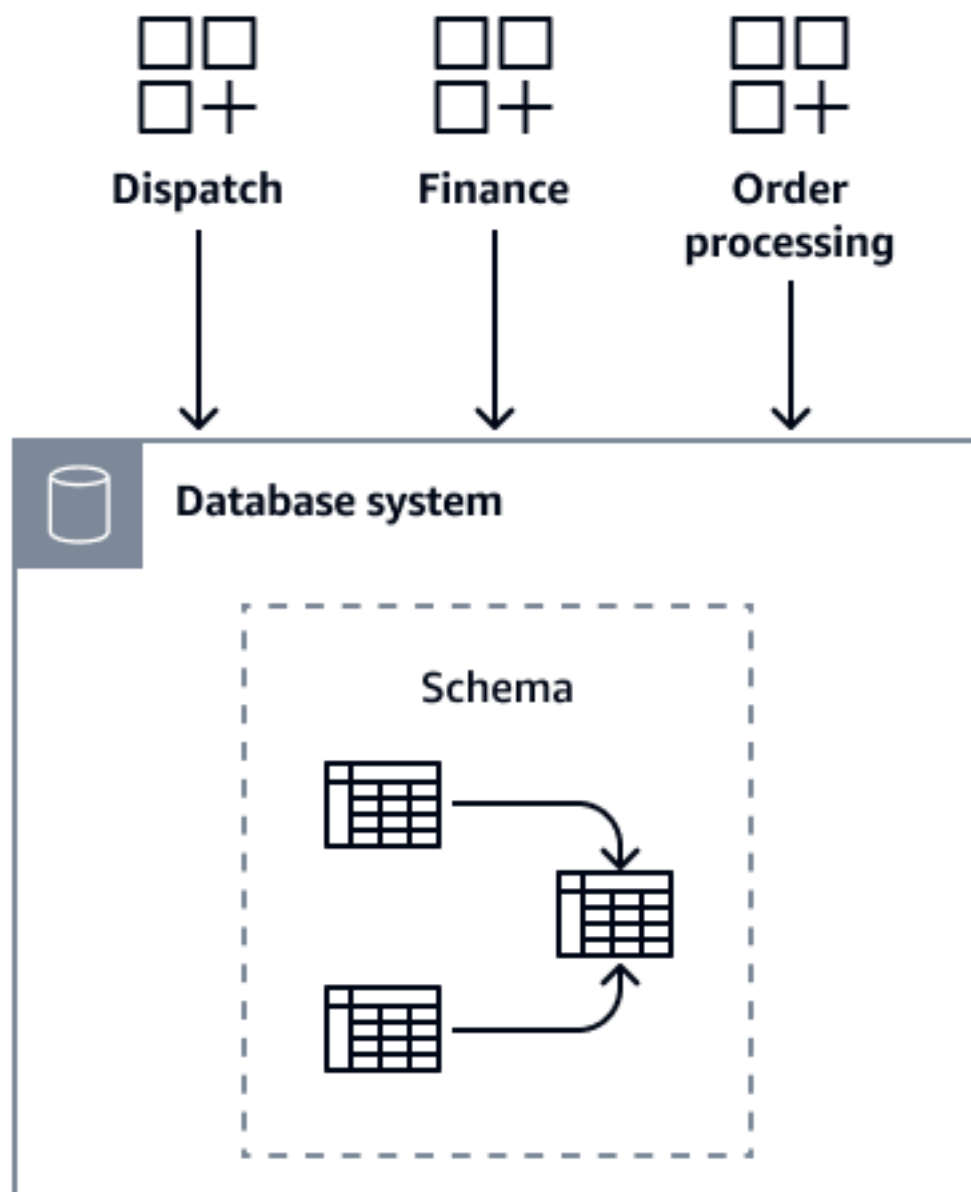 Dispatch
Finance
Order
processing
Database system
Schema